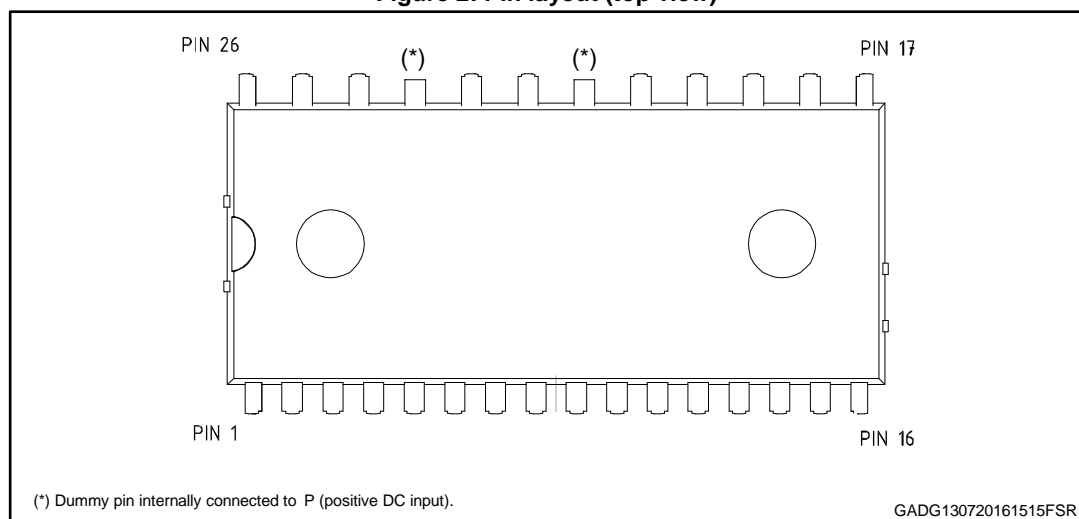 Figure 2: Pin layout (top view)
PIN 26
(*)
(*)
PIN 17
PIN 1
PIN 16
(*) Dummy pin internally connected to P (positive DC input).
GADG130720161515FSR